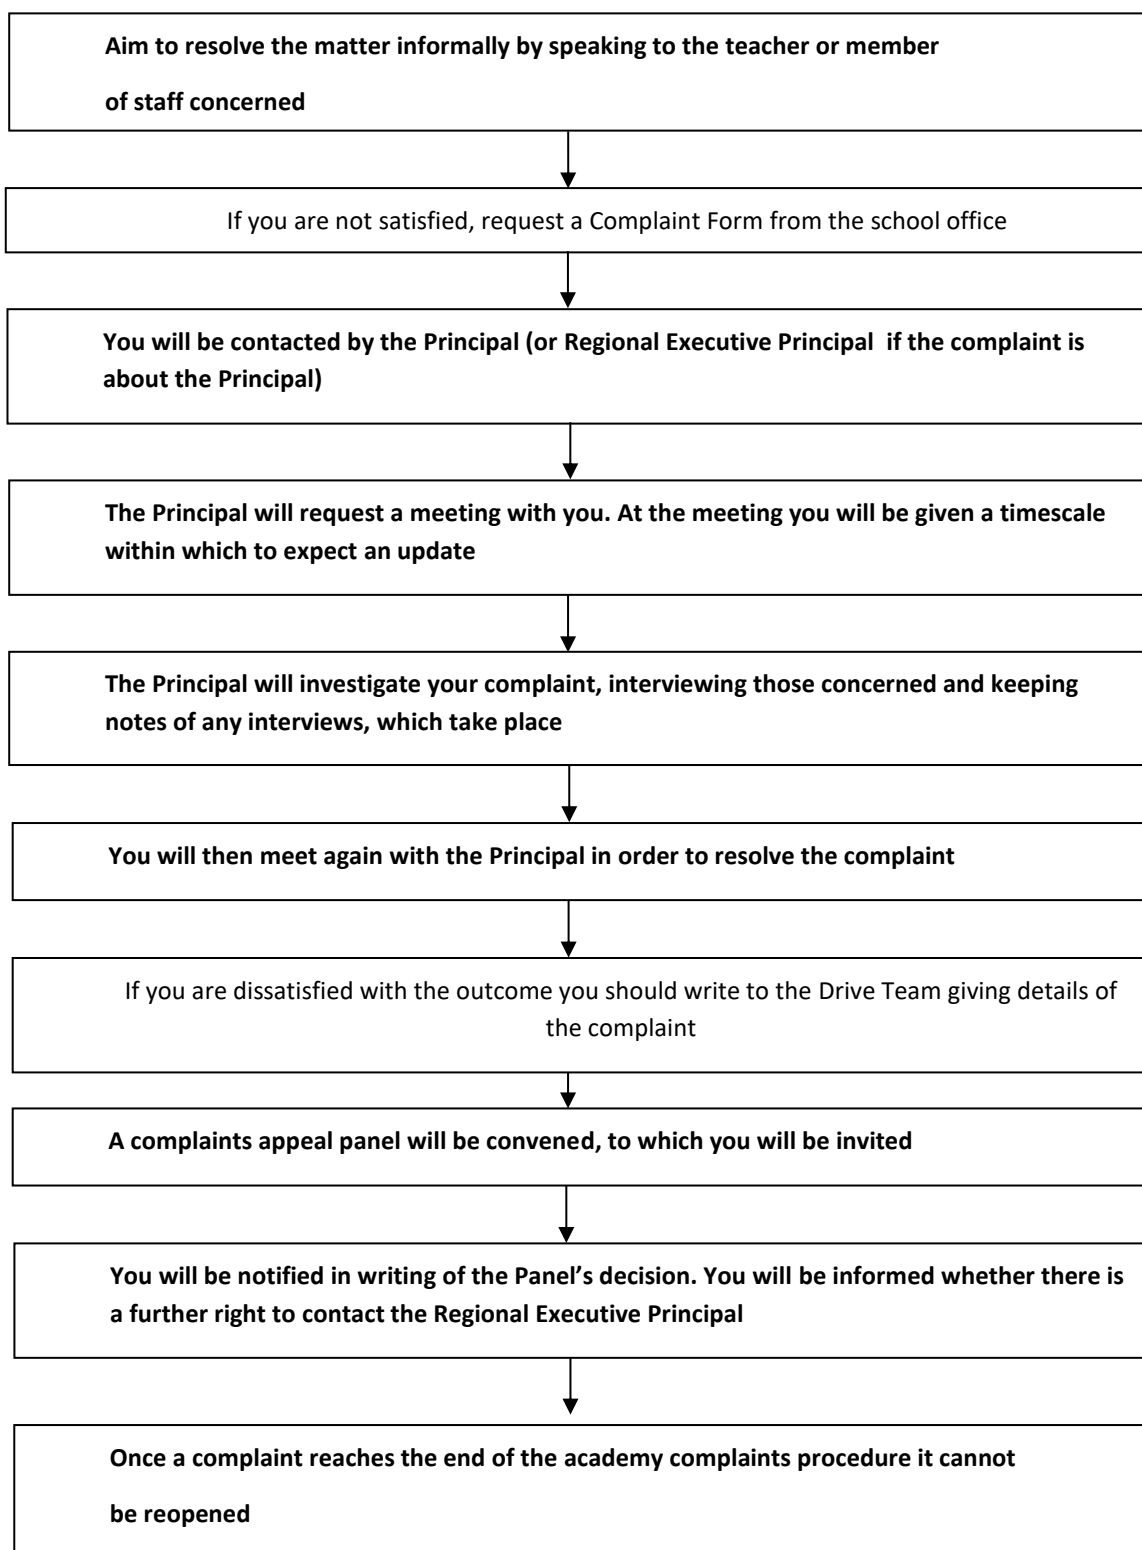 Aim to resolve the matter informally by speaking to the teacher or member
of staff concerned
If you are not satisfied, request a Complaint Form from the school office
You will be contacted by the Principal (or Regional Executive Principal  if the complaint is
about the Principal)
The Principal will request a meeting with you. At the meeting you will be given a timescale
within which to expect an update
The Principal will investigate your complaint, interviewing those concerned and keeping
notes of any interviews, which take place
You will then meet again with the Principal in order to resolve the complaint
If you are dissatisfied with the outcome you should write to the Drive Team giving details of
the complaint
A complaints appeal panel will be convened, to which you will be invited
You will be notified in writing of the Panel’s decision. You will be informed whether there is
a further right to contact the Regional Executive Principal
Once a complaint reaches the end of the academy complaints procedure it cannot
be reopened